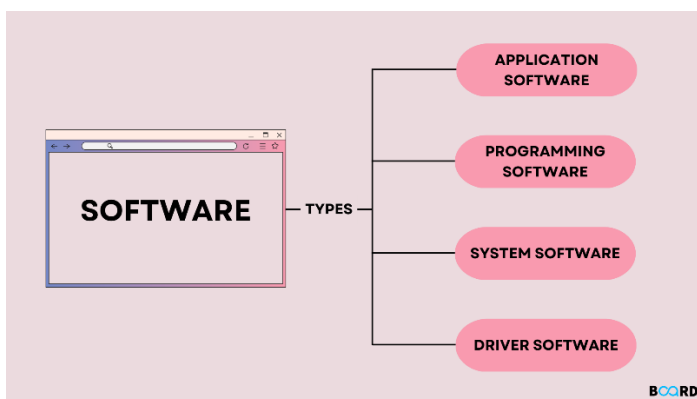 SOFTWARE
TYPES
APPLICATION
SOFTWARE
PROGRAMMING
SOFTWARE
SYSTEM SOFTWARE
DRIVER SOFTWARE
BOARD